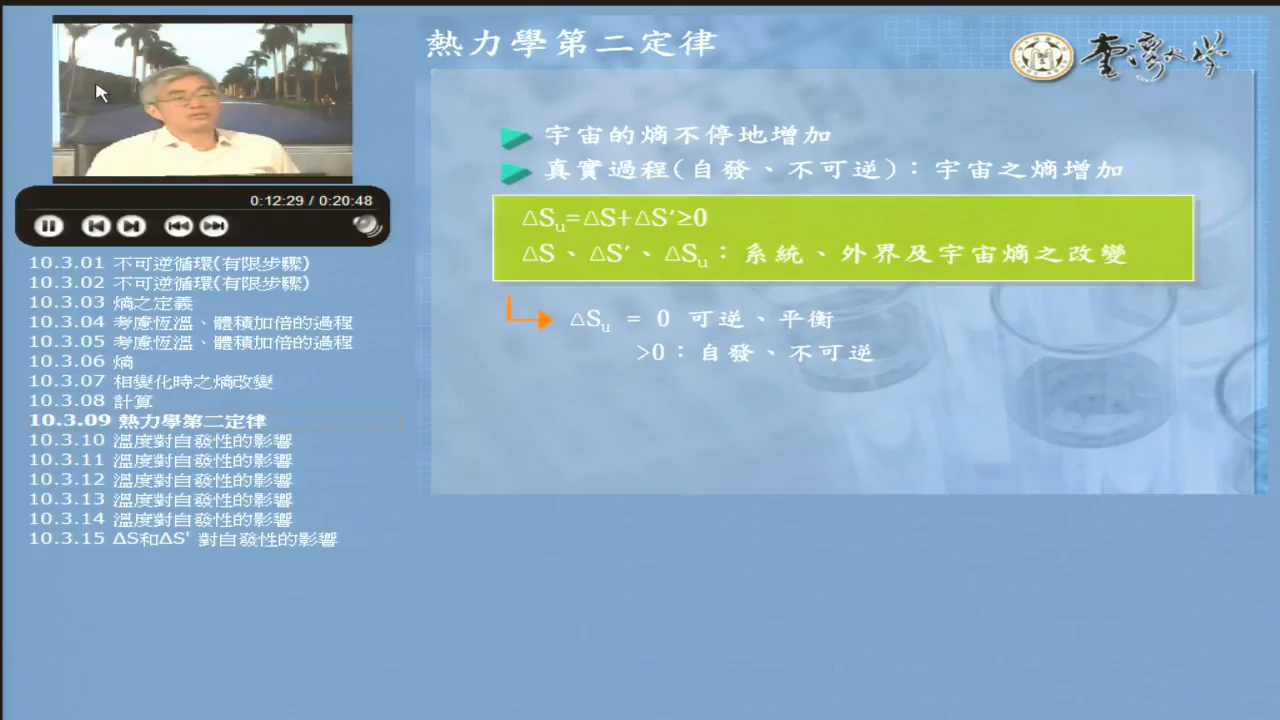 熱力學第二定律
臺灣大學
宇宙的熵不停地增加
真實過程(自發、不可逆)：宇宙之熵增加
△Su=△S+△S′≥0
△S、△S′、△Su：系統、外界及宇宙熵之改變
△Su = 0 可逆、平衡
>0：自發、不可逆
0:12:29 / 0:20:48
10.3.01 不可逆循環(有限步驟)
10.3.02 不可逆循環(有限步驟)
10.3.03 熵之定義
10.3.04 考慮恆溫、體積加倍的過程
10.3.05 考慮恆溫、體積加倍的過程
10.3.06 熵
10.3.07 相變化時之熵改變
10.3.08 計算
10.3.09 熱力學第二定律
10.3.10 溫度對自發性的影響
10.3.11 溫度對自發性的影響
10.3.12 溫度對自發性的影響
10.3.13 溫度對自發性的影響
10.3.14 溫度對自發性的影響
10.3.15 ΔS和ΔS' 對自發性的影響